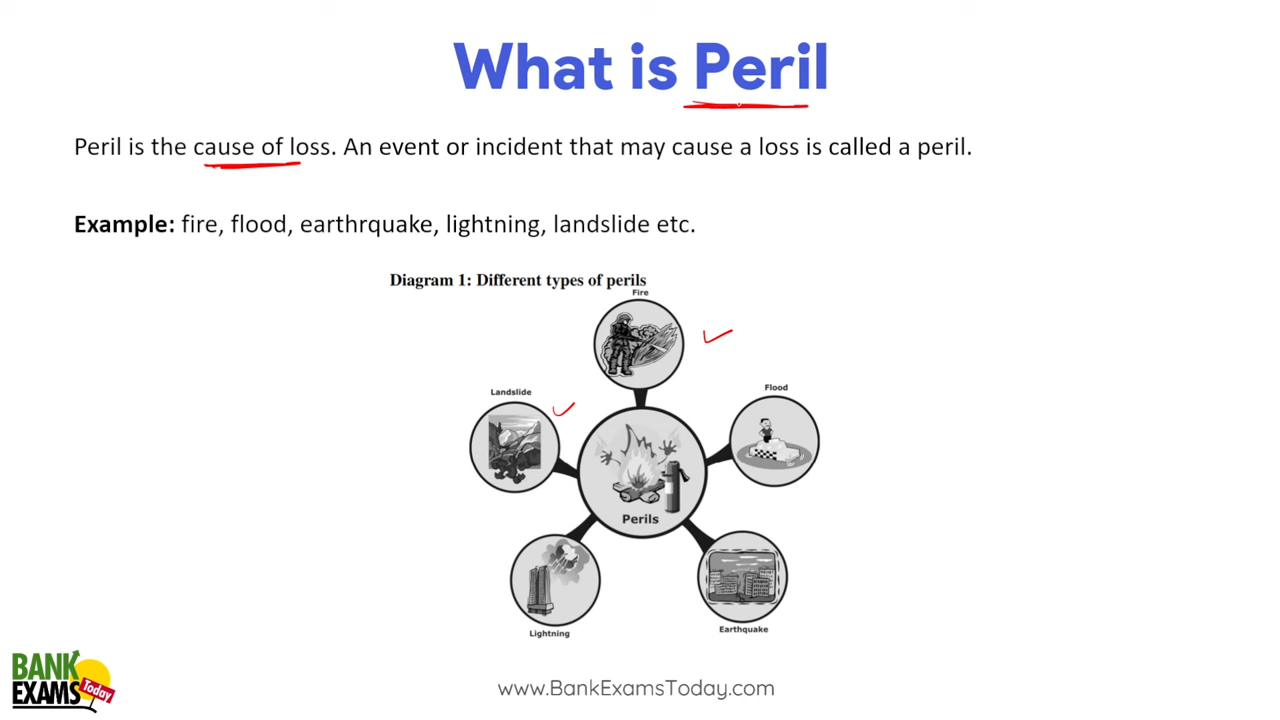 What is Peril
Peril is the cause of loss. An event or incident that may cause a loss is called a peril.
Example: fire, flood, earthrquake, lightning, landslide etc.
Diagram 1: Different types of perils
Fire
Landslide
Flood
Perils
Lightning
Earthquake
BANK
EXAMS
Today
www.BankExamsToday.com